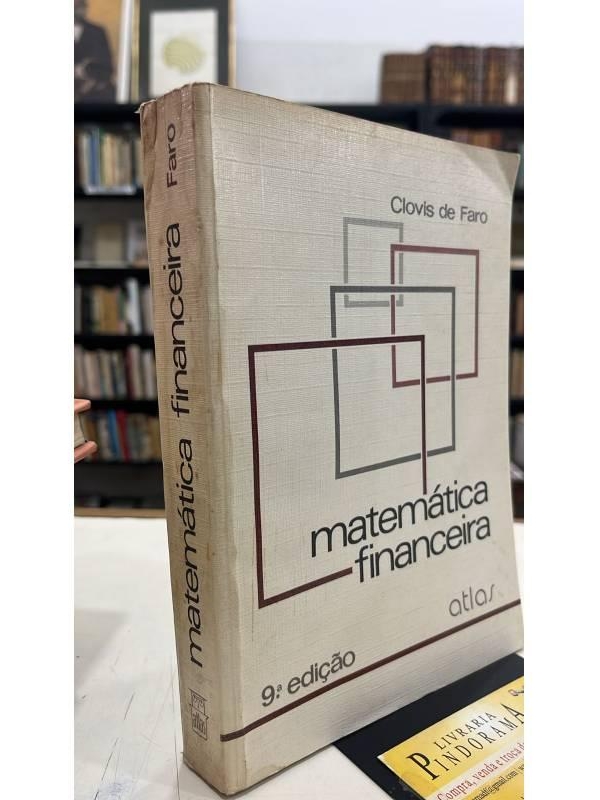 matemática financeira Faro
Clovis de Faro
matemática
financeira
atlas
9ª edição
LIVRARIA
PINDORAMA
Compra, venda e troca de